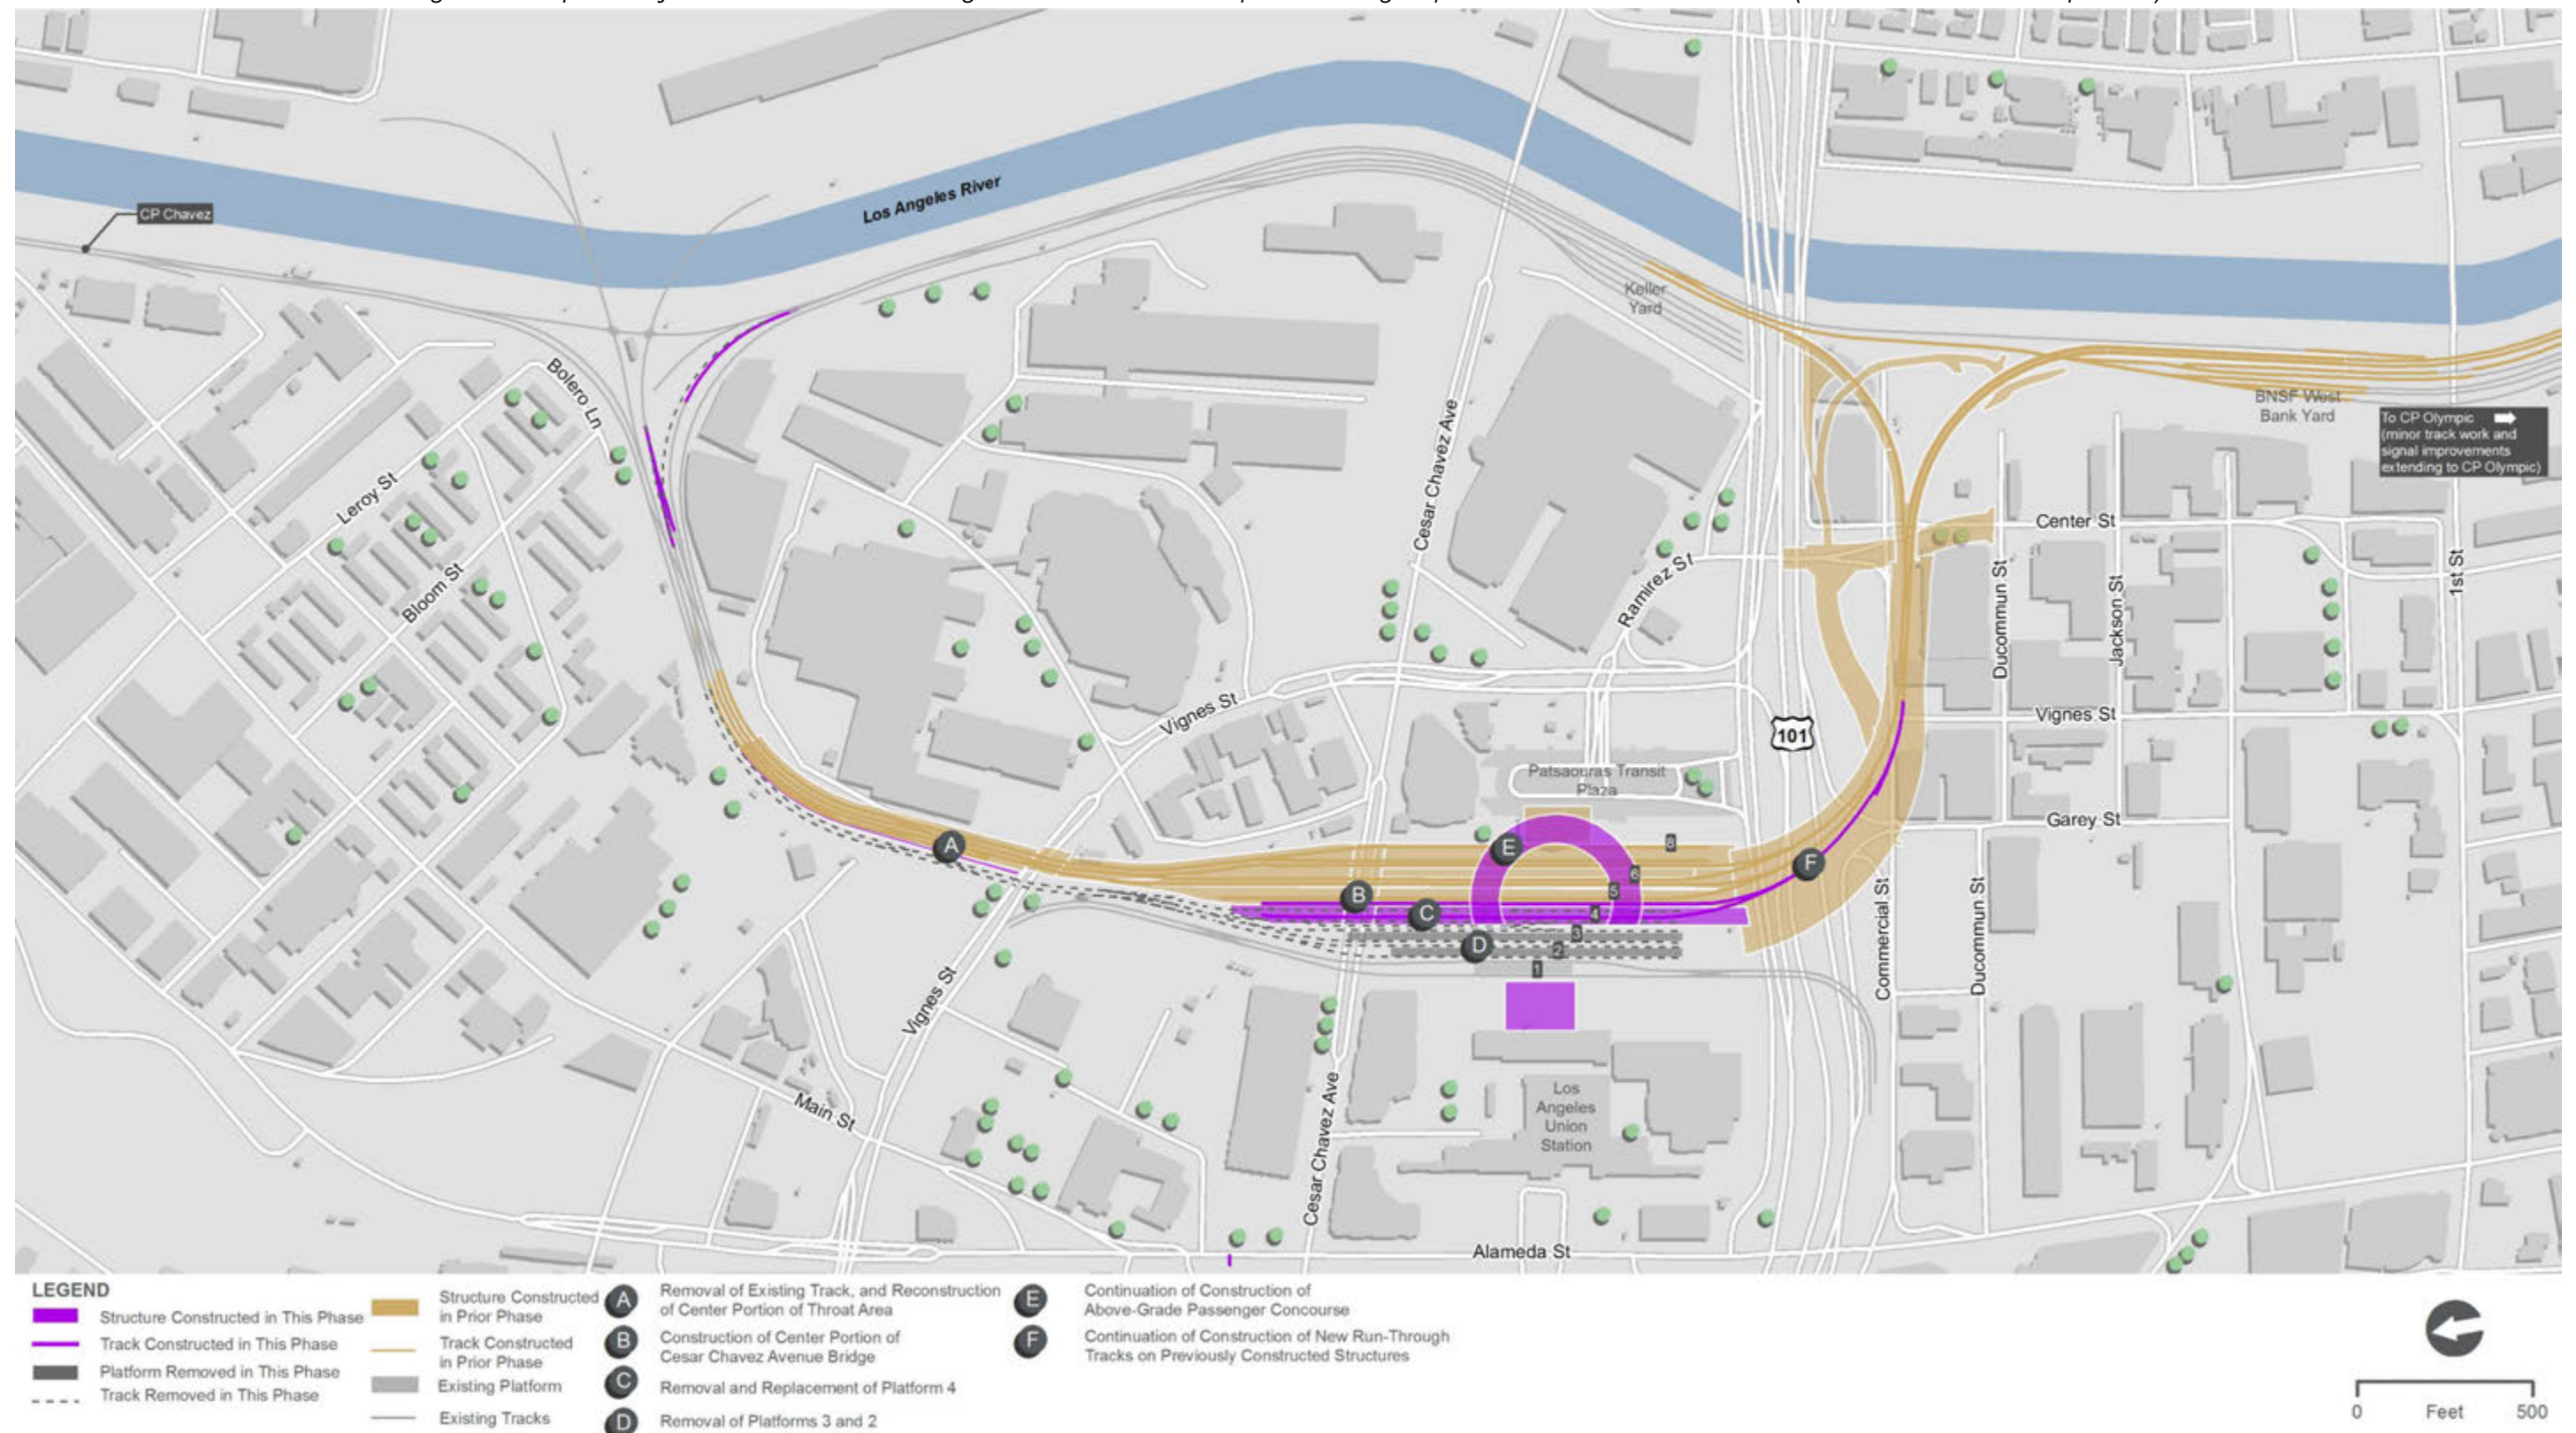 CP Chavez
Los Angeles River
Keller
Yard
BNSF West
Bank Yard
To CP Olympic
(minor track work and
signal improvements
extending to CP Olympic)
Bolero Ln
Leroy St
Bloom St
Cesar Chavez Ave
Ramirez St
Center St
Ducommun St
Jackson St
1st St
Vignes St
Vignes St
101
Patsaouras Transit
Plaza
Garey St
A
B
C
D
E
F
8
6
5
4
3
2
1
Commercial St
Ducommun St
Vignes St
Main St
Cesar Chavez Ave
Los
Angeles
Union
Station
Alameda St
LEGEND
Structure Constructed in This Phase
Track Constructed in This Phase
Platform Removed in This Phase
Track Removed in This Phase
Structure Constructed
in Prior Phase
Track Constructed
in Prior Phase
Existing Platform
Existing Tracks
A
Removal of Existing Track, and Reconstruction
of Center Portion of Throat Area
B
Construction of Center Portion of
Cesar Chavez Avenue Bridge
C
Removal and Replacement of Platform 4
D
Removal of Platforms 3 and 2
E
Continuation of Construction of
Above-Grade Passenger Concourse
F
Continuation of Construction of New Run-Through
Tracks on Previously Constructed Structures
0 Feet 500